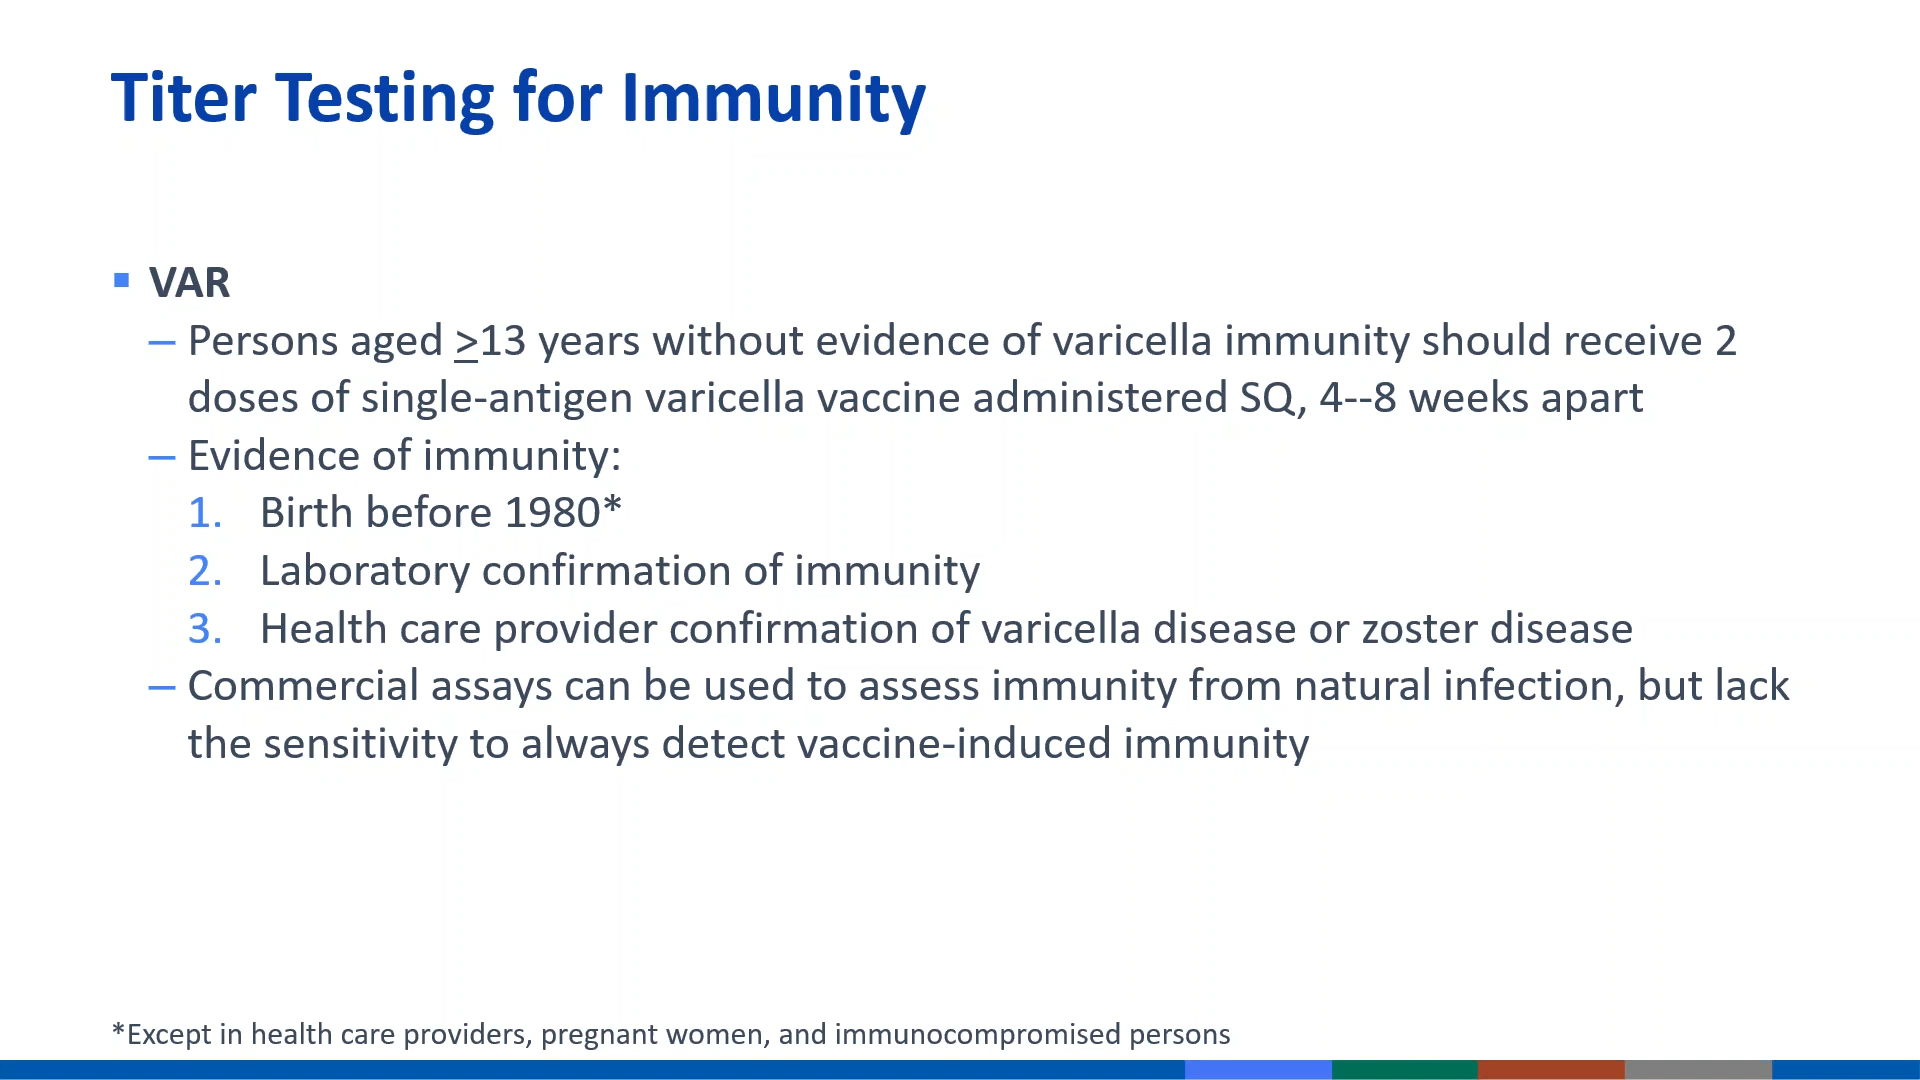 Titer Testing for Immunity
▪ VAR
– Persons aged >13 years without evidence of varicella immunity should receive 2
doses of single-antigen varicella vaccine administered SQ, 4--8 weeks apart
– Evidence of immunity:
1. Birth before 1980*
2. Laboratory confirmation of immunity
3. Health care provider confirmation of varicella disease or zoster disease
– Commercial assays can be used to assess immunity from natural infection, but lack
the sensitivity to always detect vaccine-induced immunity
*Except in health care providers, pregnant women, and immunocompromised persons